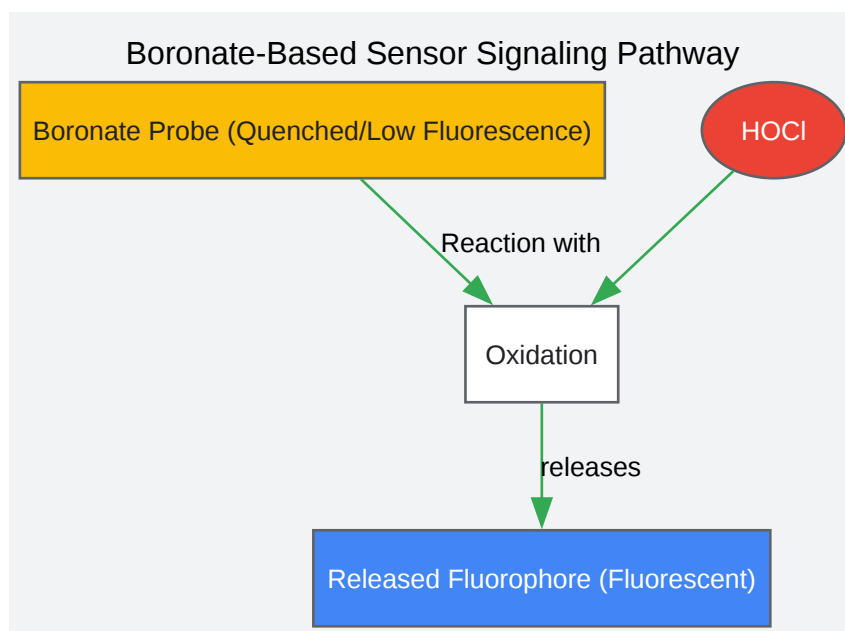 Boronate-Based Sensor Signaling Pathway
Boronate Probe (Quenched/Low Fluorescence)
HOCl
Reaction with
Oxidation
releases
Released Fluorophore (Fluorescent)